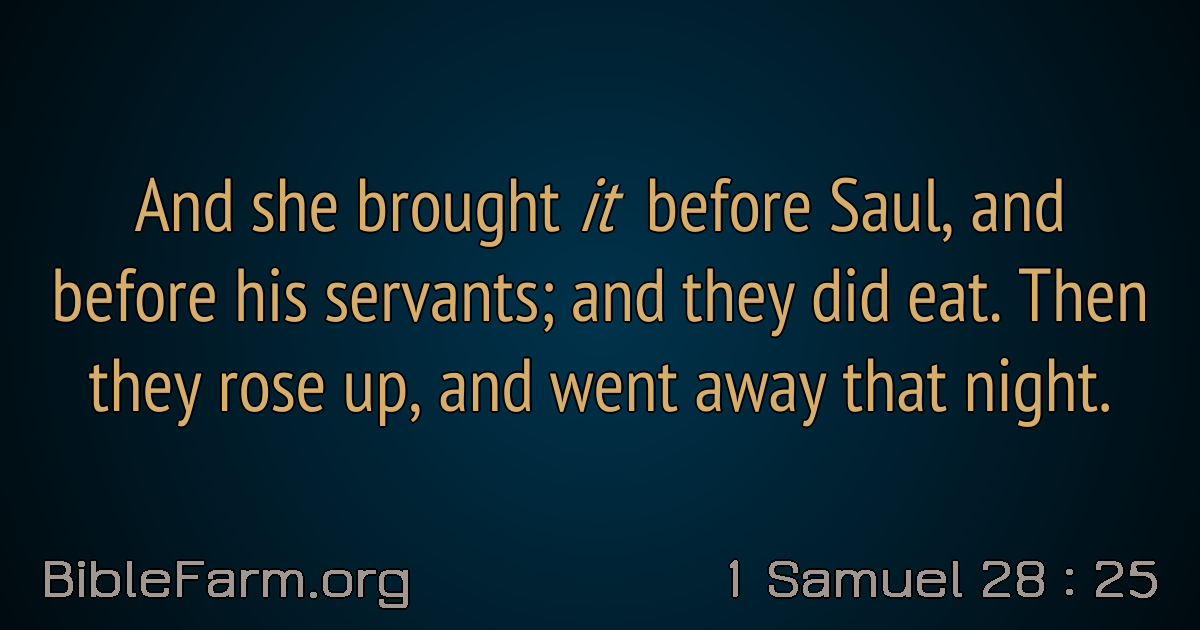 And she brought it before Saul, and
before his servants; and they did eat. Then
they rose up, and went away that night.
BibleFarm.org
1 Samuel 28 : 25